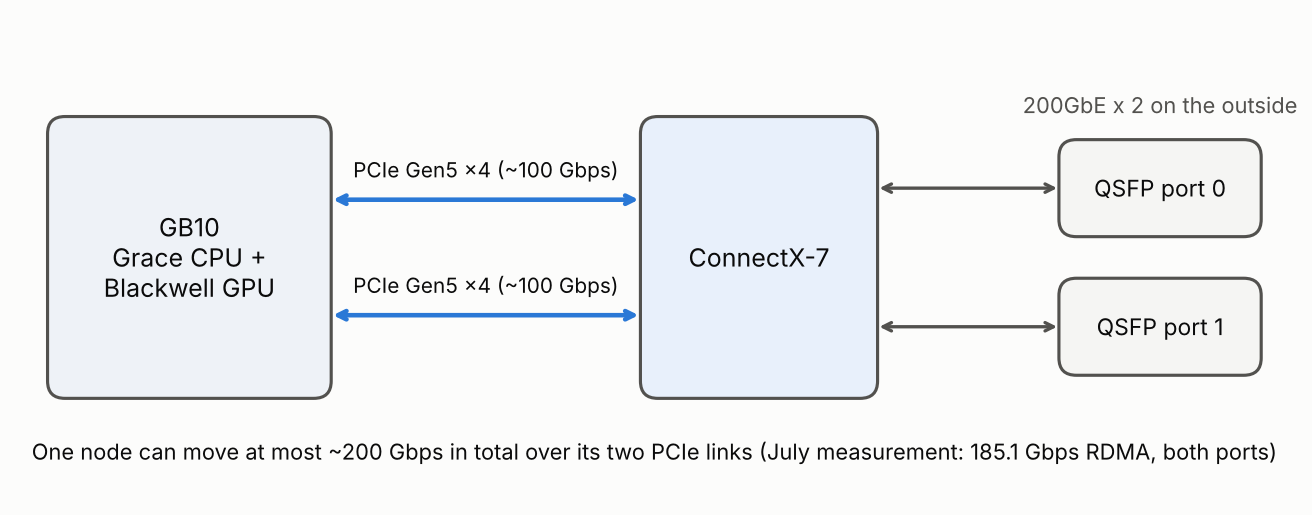 200GbE x 2 on the outside
PCIe Gen5 ×4 (~100 Gbps)
QSFP port 0
GB10
Grace CPU +
Blackwell GPU
ConnectX-7
PCIe Gen5 ×4 (~100 Gbps)
QSFP port 1
One node can move at most ~200 Gbps in total over its two PCIe links (July measurement: 185.1 Gbps RDMA, both ports)